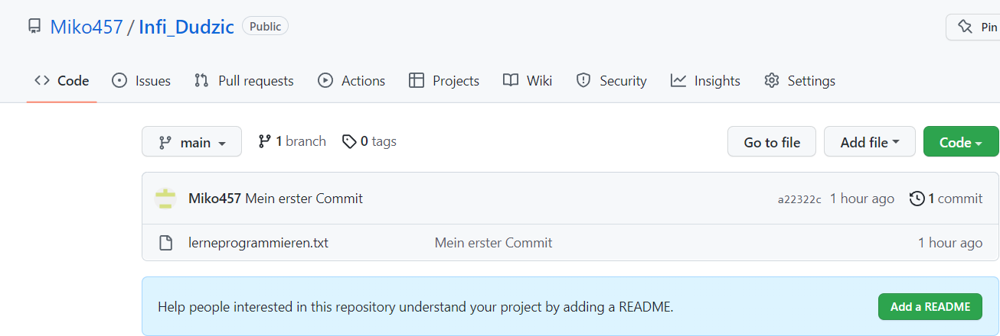 Miko457 / Infi_Dudzic Public Pin
Code Issues Pull requests Actions Projects Wiki Security Insights Settings
main 1 branch 0 tags Go to file Add file Code
Miko457 Mein erster Commit a22322c 1 hour ago 1 commit
lerneprogrammieren.txt Mein erster Commit 1 hour ago
Help people interested in this repository understand your project by adding a README. Add a README